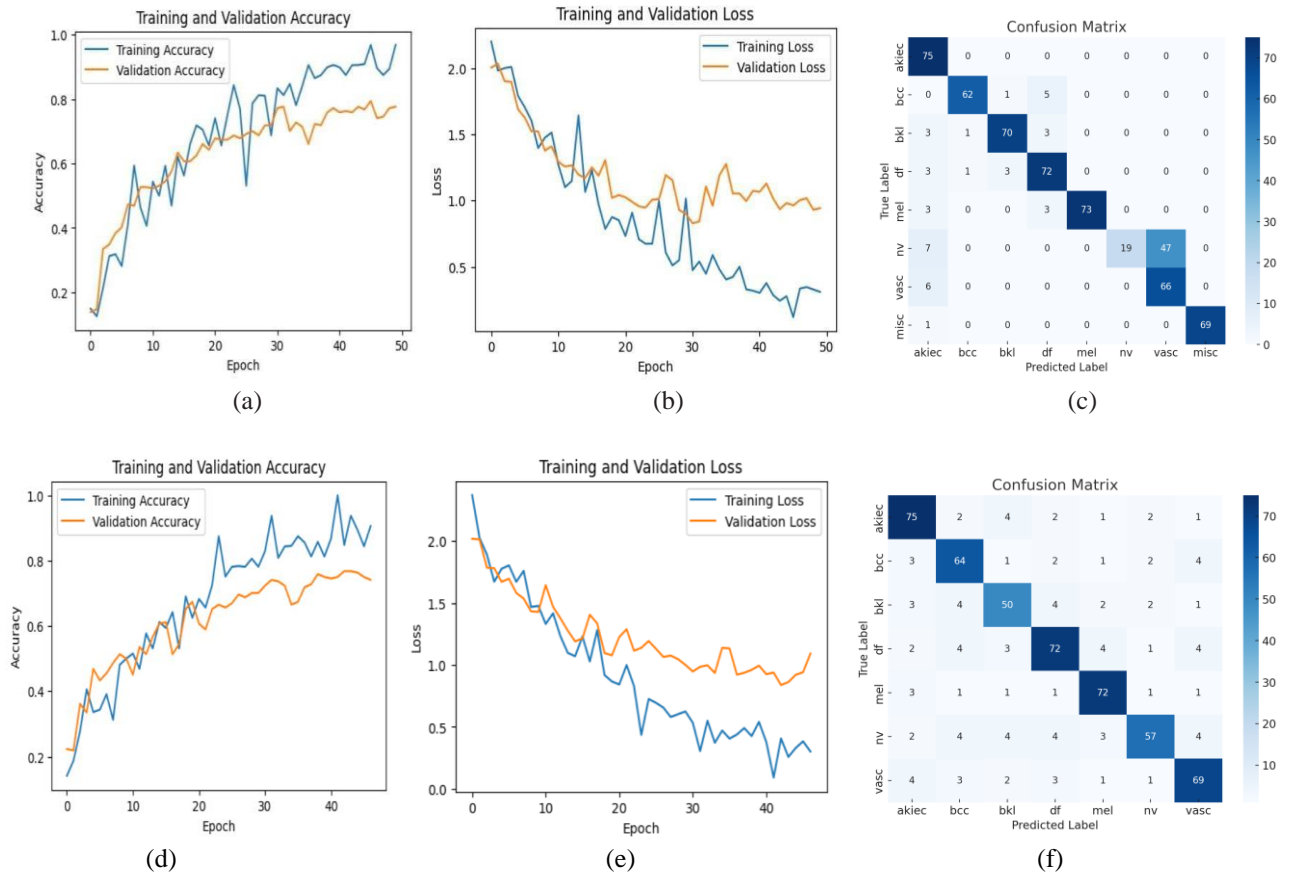 Training and Validation Accuracy
Training Accuracy
Validation Accuracy
1.0
0.8
0.6
0.4
0.2
Accuracy
0 10 20 30 40 50
Epoch
(a)
Training and Validation Loss
Training Loss
Validation Loss
2.0
1.5
1.0
0.5
Loss
0 10 20 30 40 50
Epoch
(b)
Confusion Matrix
True Label
akiec 75 0 0 0 0 0 0 0
bcc 0 62 1 5 0 0 0 0
bkl 3 1 70 3 0 0 0 0
df 3 1 3 72 0 0 0 0
mel 3 0 0 3 73 0 0 0
nv 7 0 0 0 0 19 47 0
vasc 6 0 0 0 0 0 66 0
misc 1 0 0 0 0 0 0 69
akiec bcc bkl df mel nv vasc misc
Predicted Label
70
60
50
40
30
20
10
0
(c)
Training and Validation Accuracy
Training Accuracy
Validation Accuracy
1.0
0.8
0.6
0.4
0.2
Accuracy
0 10 20 30 40
Epoch
(d)
Training and Validation Loss
Training Loss
Validation Loss
2.0
1.5
1.0
0.5
0.0
Loss
0 10 20 30 40
Epoch
(e)
Confusion Matrix
True Label
akiec 75 2 4 2 1 2 1
bcc 3 64 1 2 1 2 4
bkl 3 4 50 4 2 2 1
df 2 4 3 72 4 1 4
mel 3 1 1 1 72 1 1
nv 2 4 4 4 3 57 4
vasc 4 3 2 3 1 1 69
akiec bcc bkl df mel nv vasc
Predicted Label
70
60
50
40
30
20
10
(f)